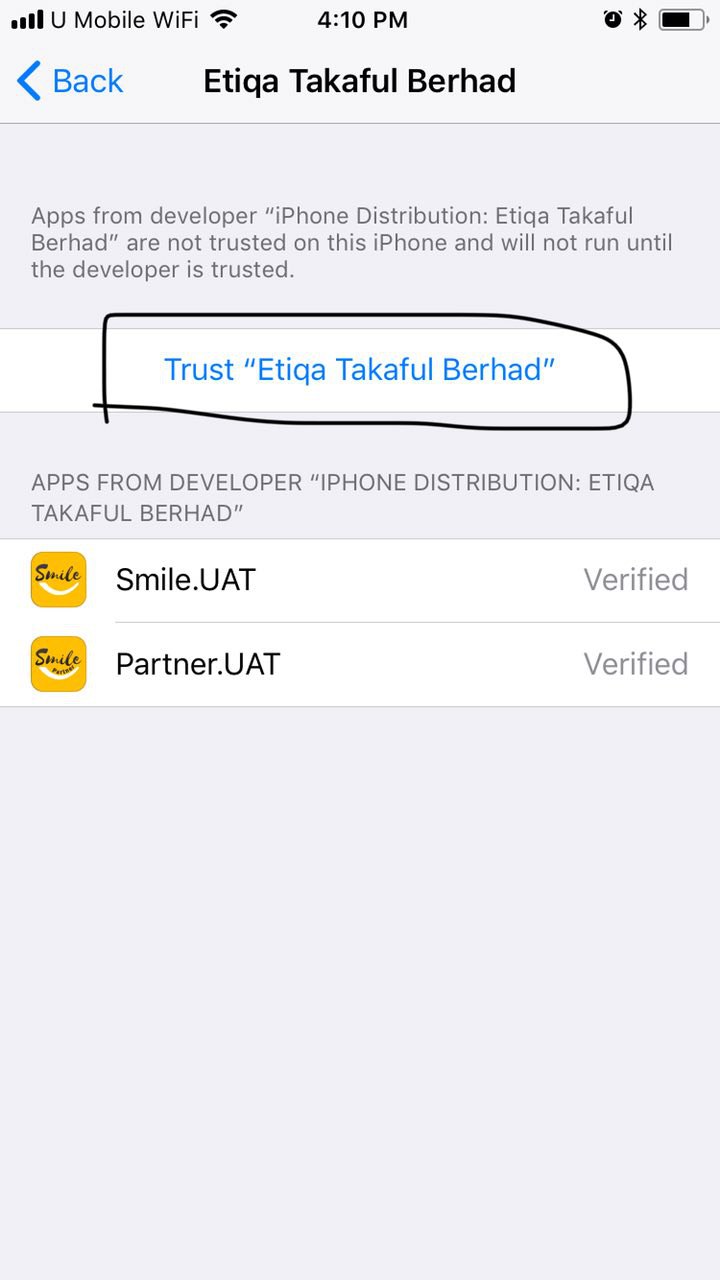 U Mobile WiFi 4:10 PM
Back Etiqa Takaful Berhad
Apps from developer “iPhone Distribution: Etiqa Takaful
Berhad” are not trusted on this iPhone and will not run until
the developer is trusted.
Trust “Etiqa Takaful Berhad”
APPS FROM DEVELOPER “IPHONE DISTRIBUTION: ETIQA
TAKAFUL BERHAD”
Smile Smile.UAT Verified
Smile Partner Partner.UAT Verified